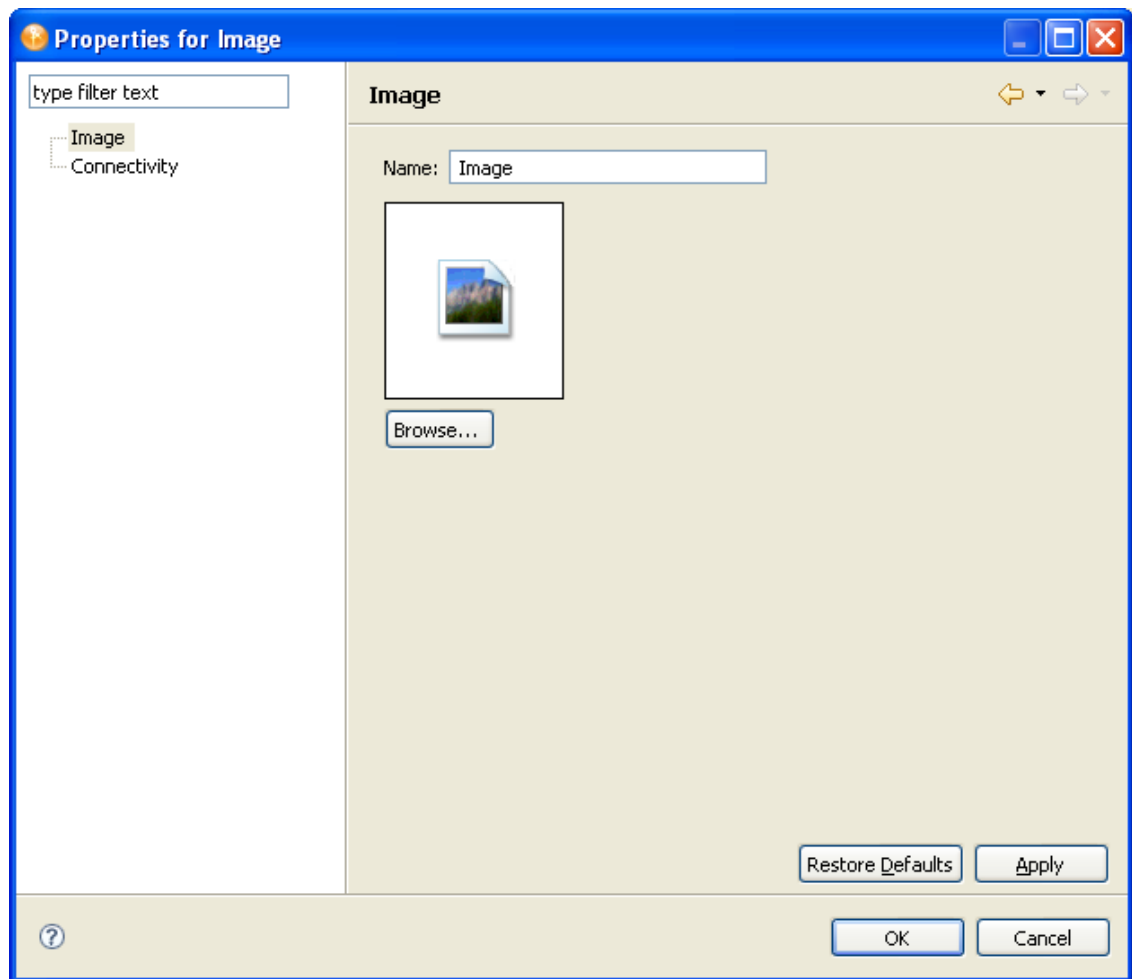 Properties for Image
type filter text
Image
Connectivity
Image
Name: Image
Browse...
Restore Defaults
Apply
?
OK
Cancel